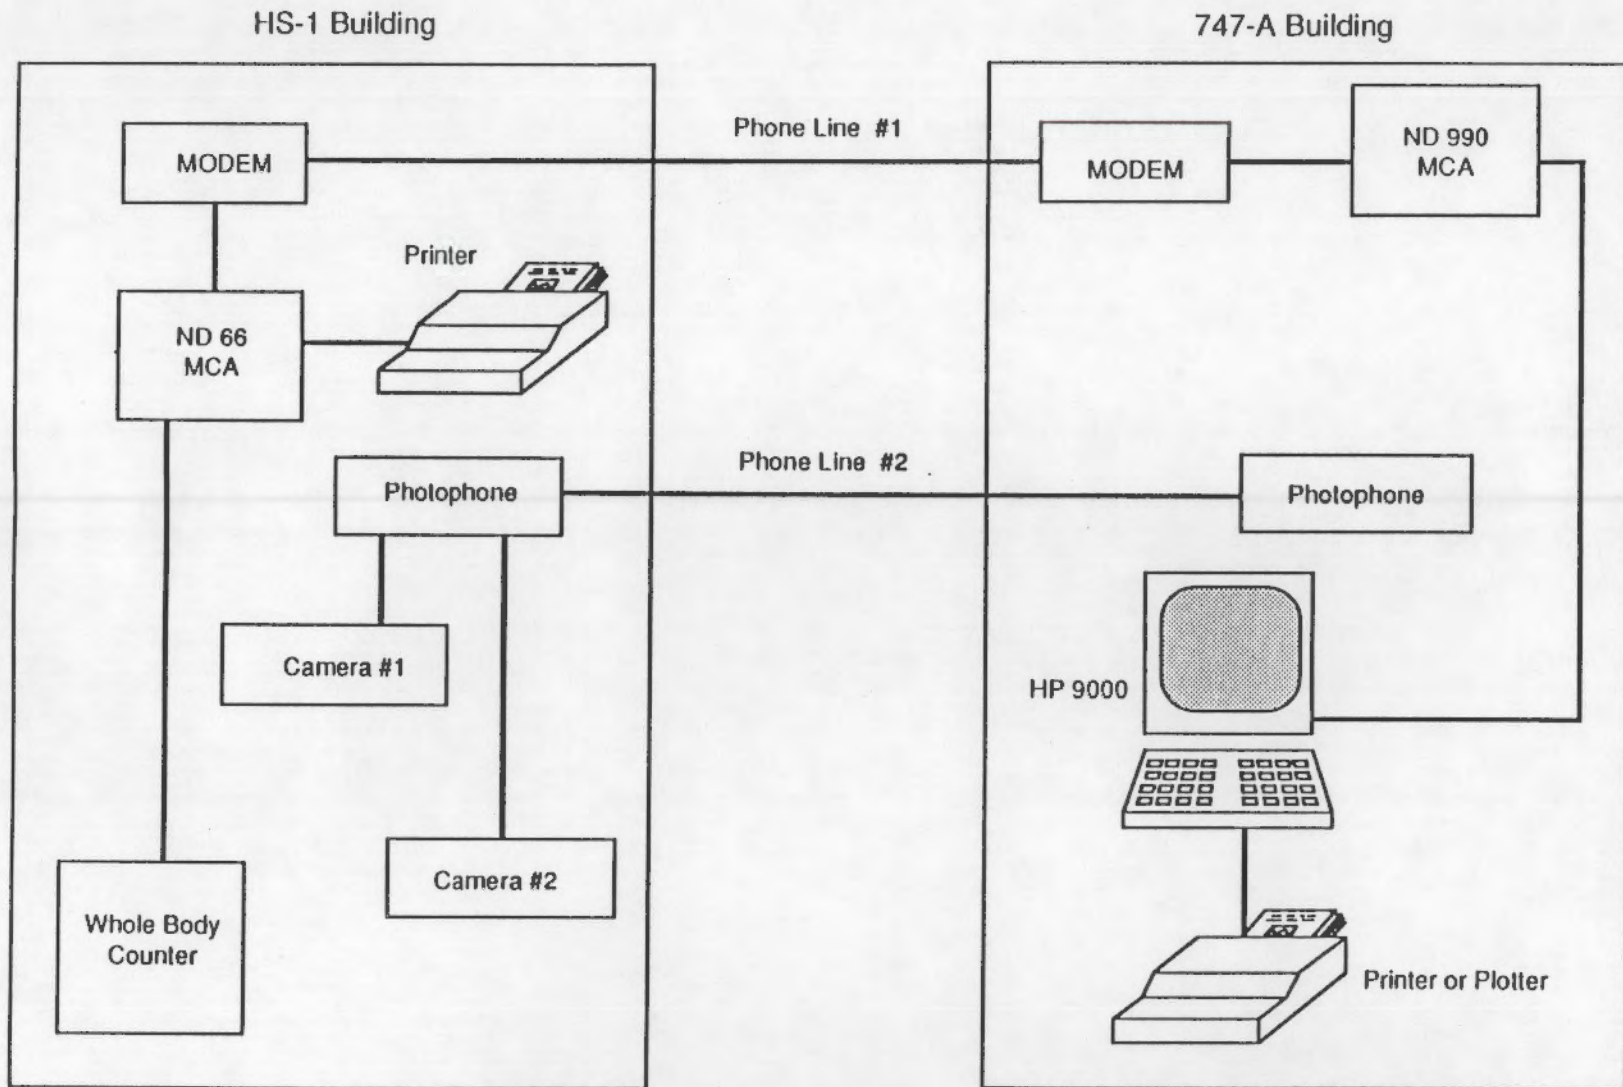 HS-1 Building
747-A Building
MODEM
Phone Line #1
MODEM
ND 990
MCA
Printer
ND 66
MCA
Phone Line #2
Photophone
Photophone
Camera #1
HP 9000
Camera #2
Whole Body
Counter
Printer or Plotter